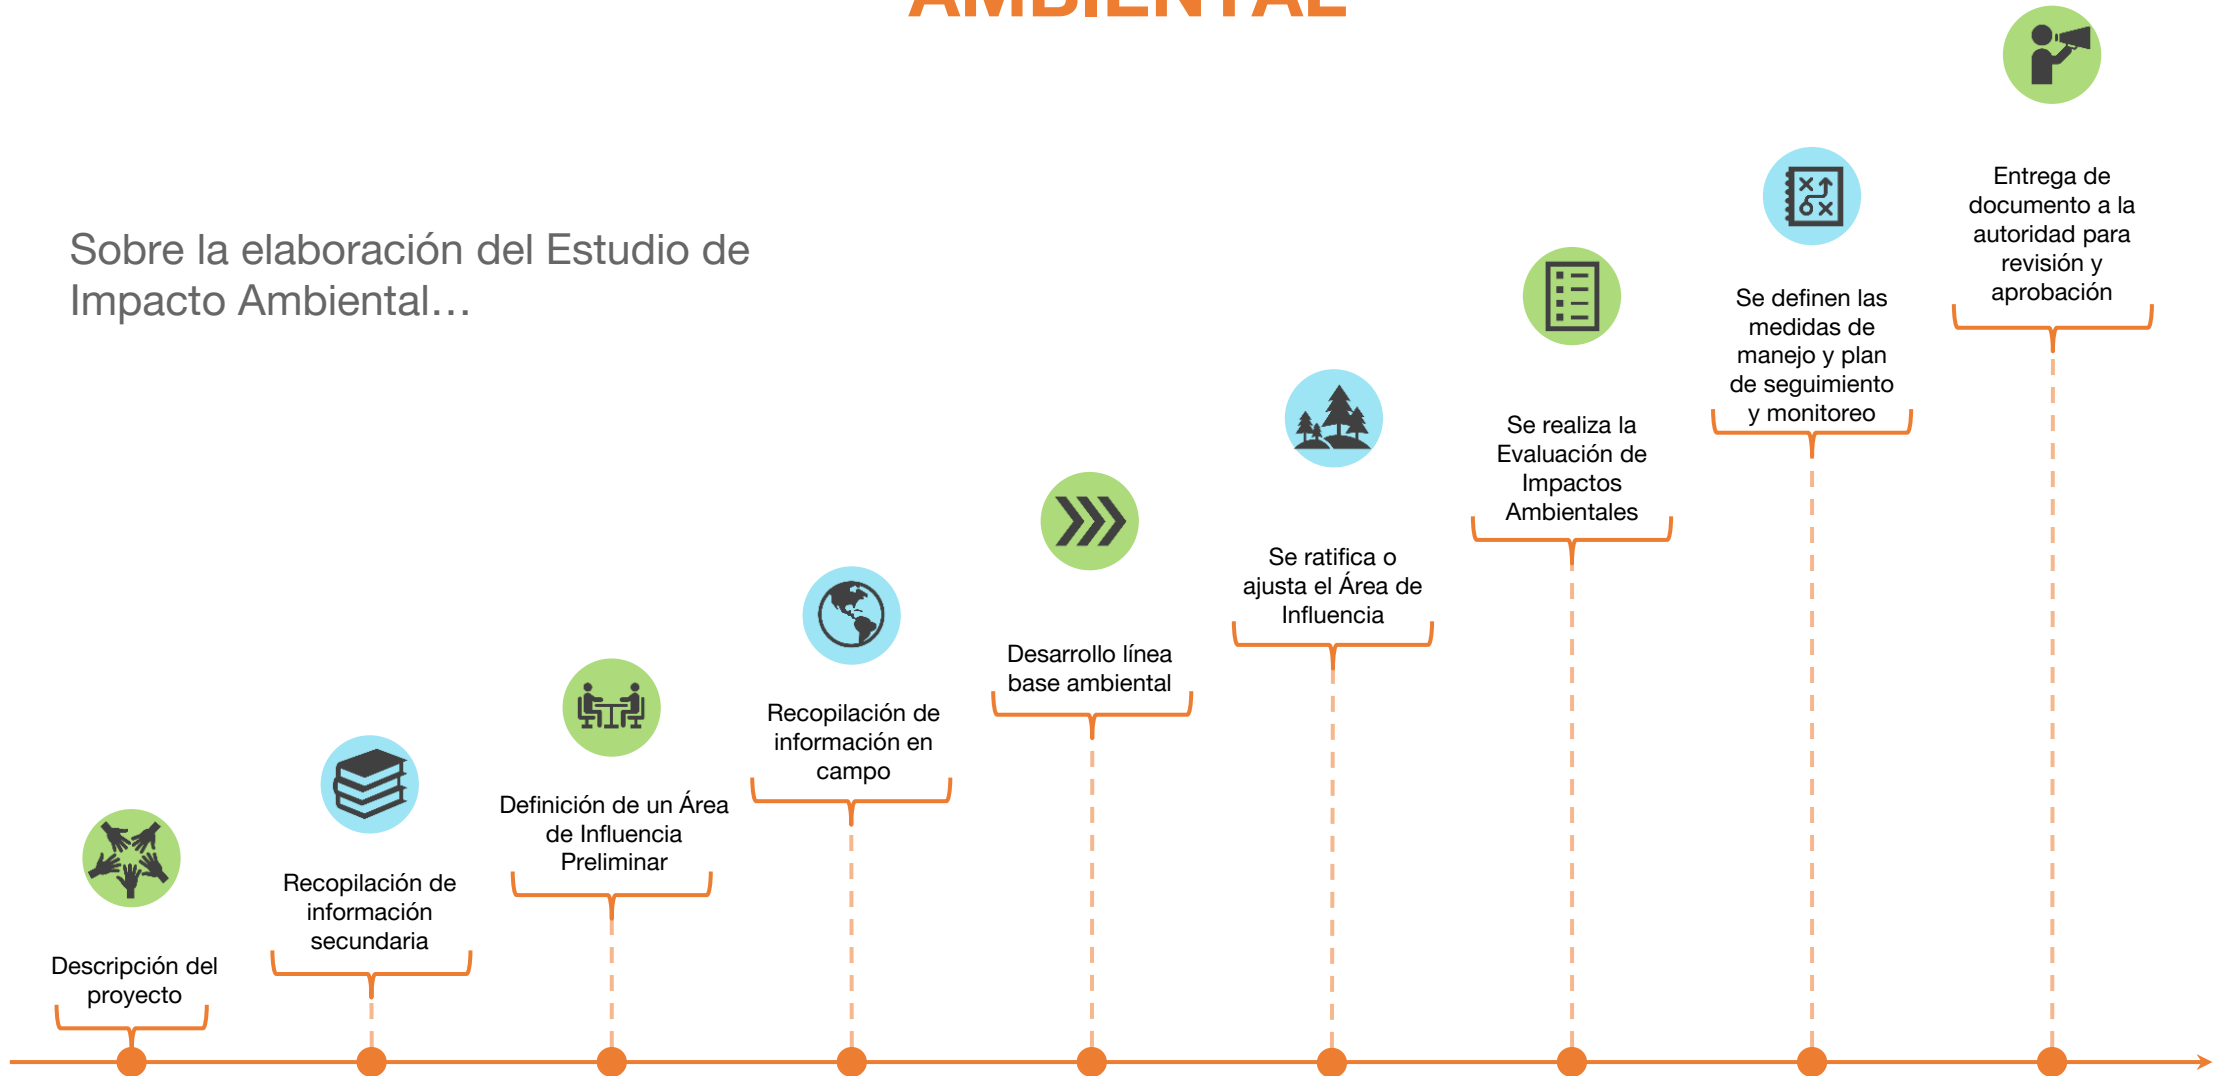 AMBIENTAL
Sobre la elaboración del Estudio de
Impacto Ambiental...
Descripción del
proyecto
Recopilación de
información
secundaria
Definición de un Área
de Influencia
Preliminar
Recopilación de
información en
campo
Desarrollo línea
base ambiental
Se ratifica o
ajusta el Área de
Influencia
Se realiza la
Evaluación de
Impactos
Ambientales
Se definen las
medidas de
manejo y plan
de seguimiento
y monitoreo
Entrega de
documento a la
autoridad para
revisión y
aprobación